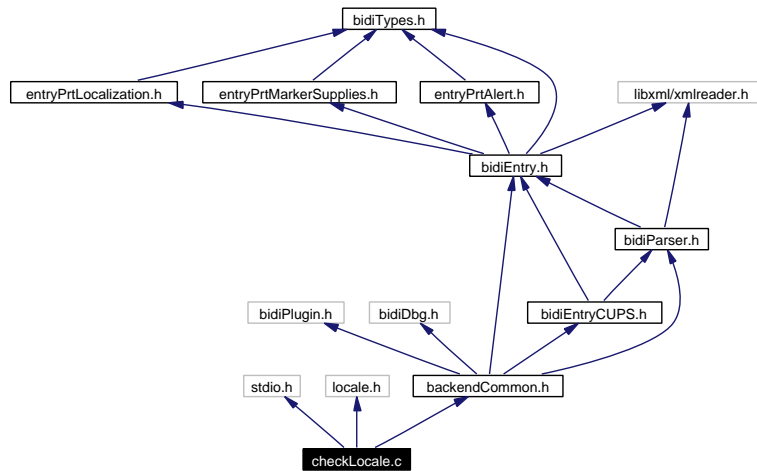 bidiTypes.h
entryPrtLocalization.h
entryPrtMarkerSupplies.h
entryPrtAlert.h
libxml/xmlreader.h
bidiEntry.h
bidiParser.h
bidiPlugin.h
bidiDbg.h
bidiEntryCUPS.h
stdio.h
locale.h
backendCommon.h
checkLocale.c